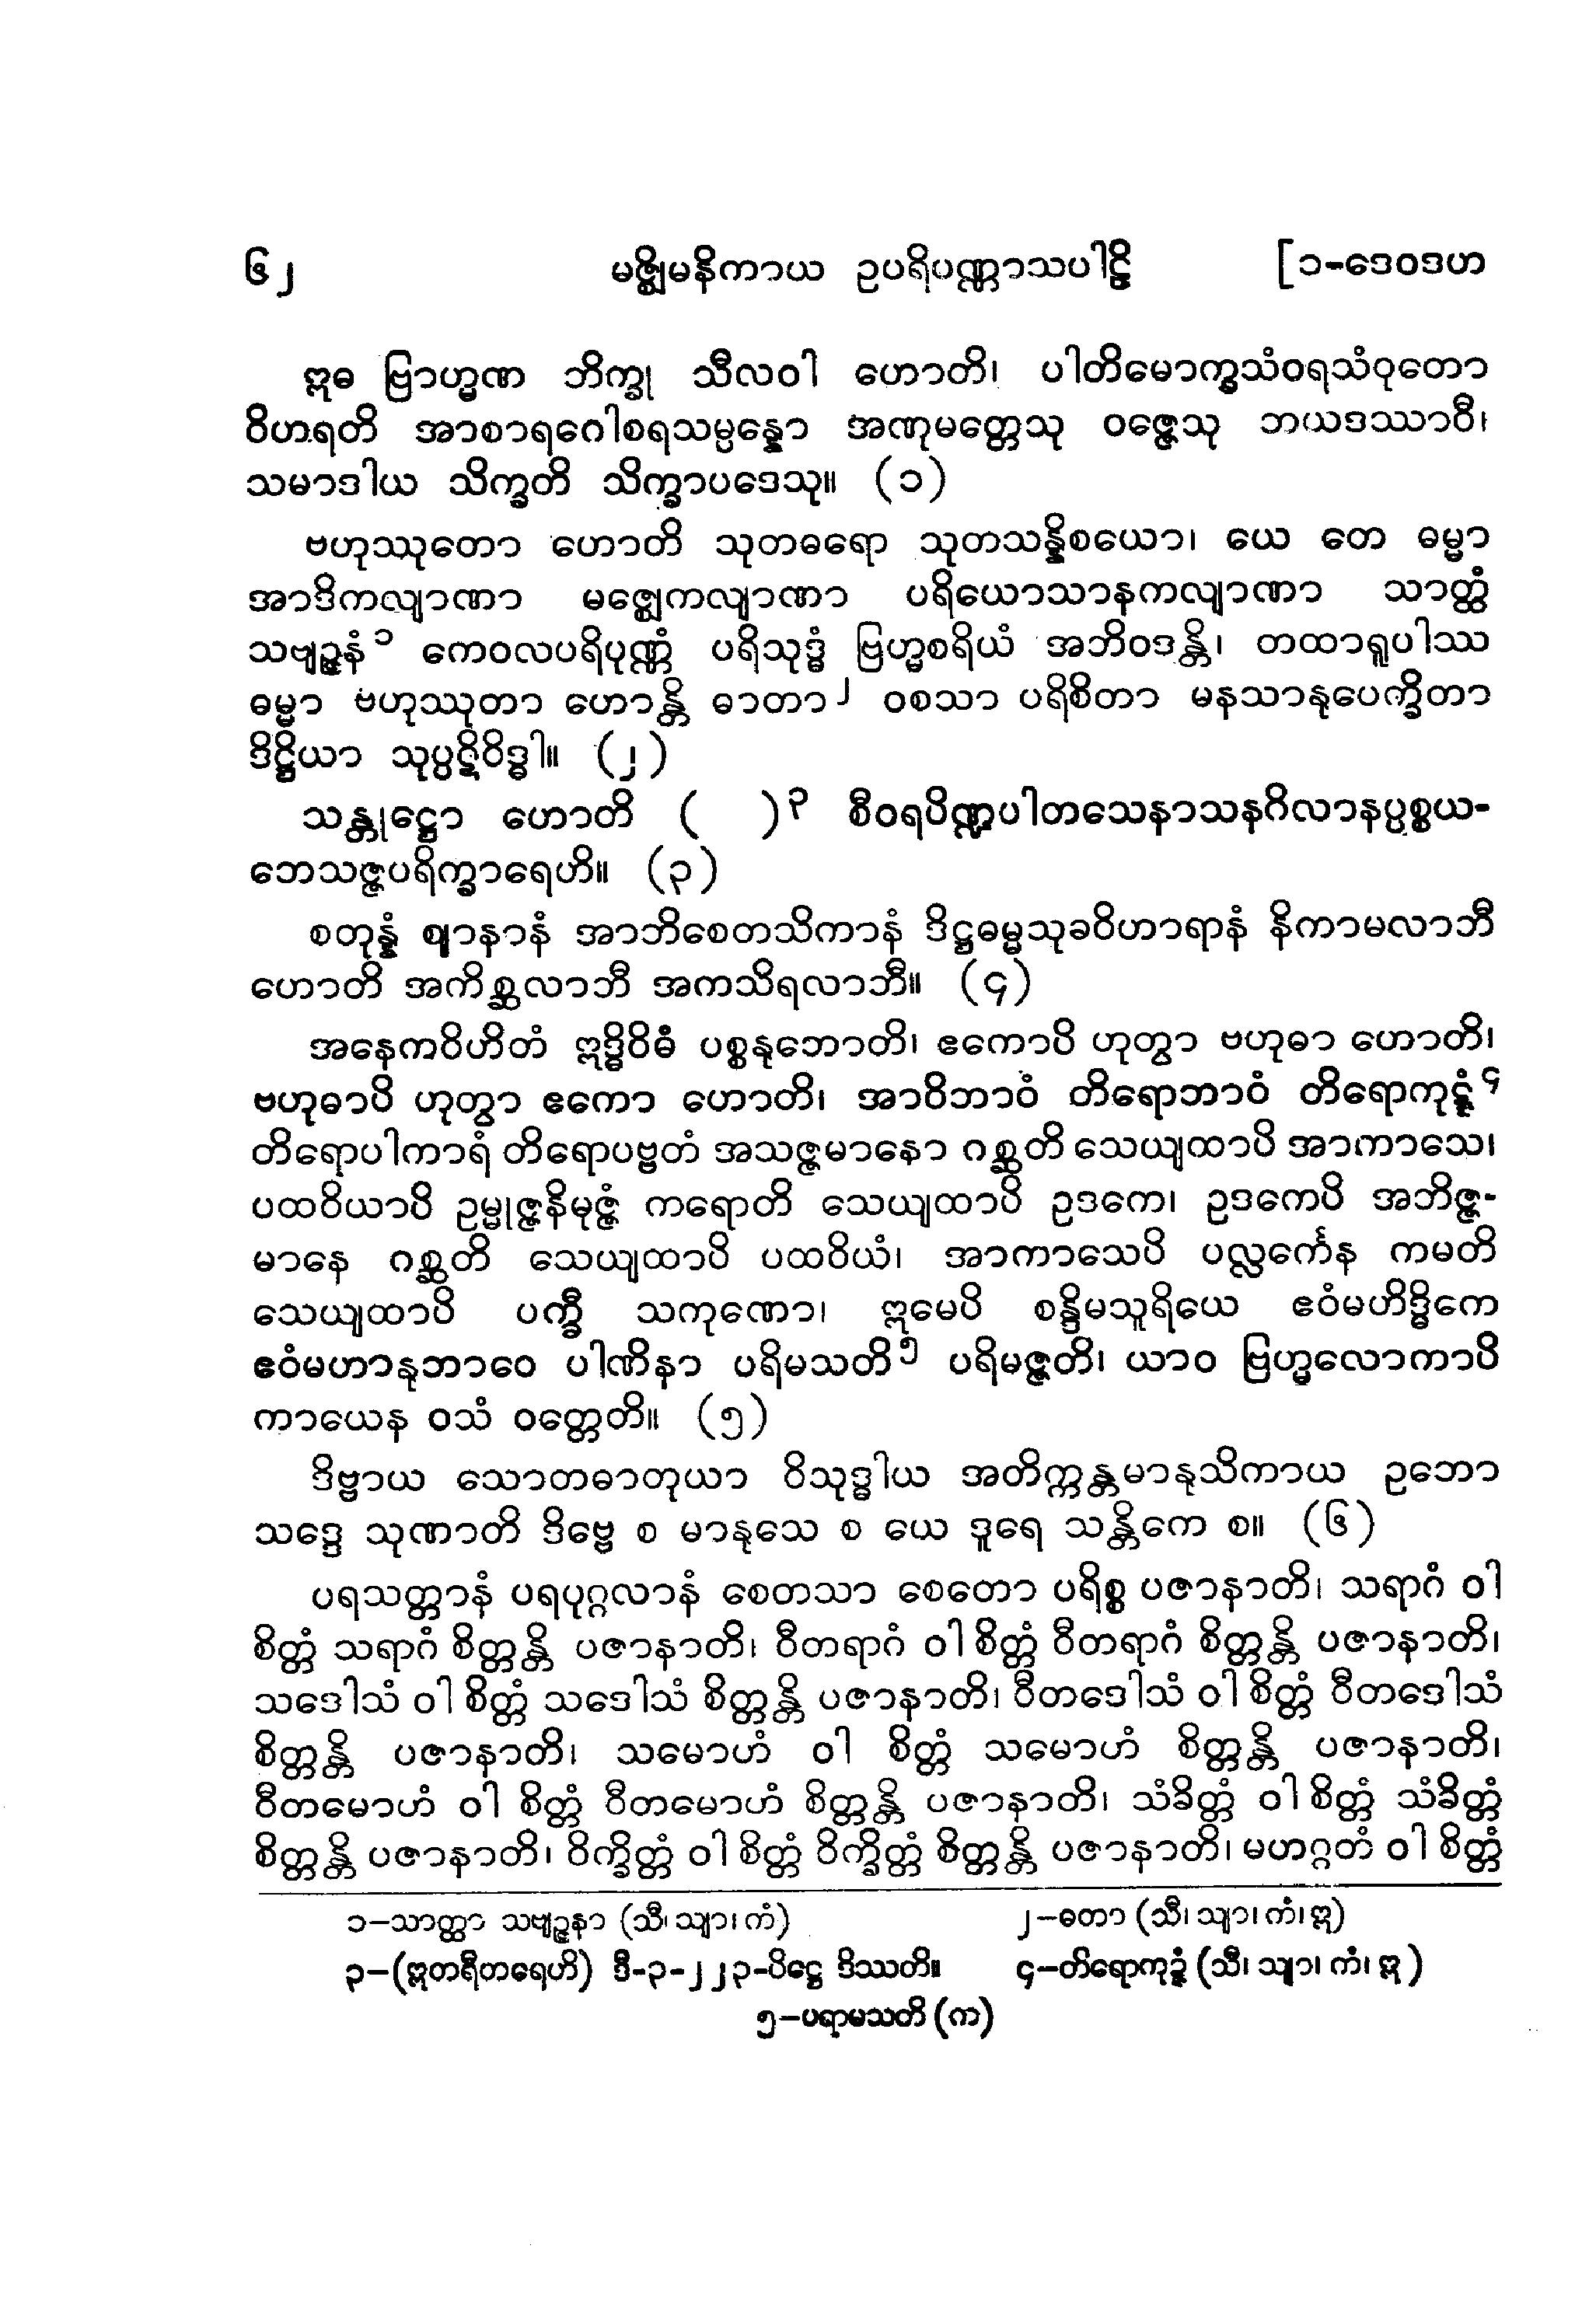 ၆၂ မဇ္ဈိမနိကာယ ဥပရိပဏ္ဏာသပါဠိ [၁-ဒေဝဒဟ
ဣဓ ဗြာဟ္မဏ ဘိက္ခု သီလဝါ ဟောတိ၊ ပါတိမောက္ခသံဝရသံဝုတော
ဝိဟရတိ အာစာရဂေါစရသမ္ပန္နော အဏုမတ္တေသု ဝဇ္ဇေသု ဘယဒဿာဝီ၊
သမာဒါယ သိက္ခတိ သိက္ခာပဒေသု။ (၁)
ဗဟုဿုတော ဟောတိ သုတဓရော သုတသန္နိစယော၊ ယေ တေ ဓမ္မာ
အာဒိကလျာဏာ မဇ္ဈေကလျာဏာ ပရိယောသာနကလျာဏာ သာတ္ထံ
သဗျဉ္ဇနံ၁ ကေဝလပရိပုဏ္ဏံ ပရိသုဒ္ဓံ ဗြဟ္မစရိယံ အဘိဝဒန္တိ၊ တထာရူပါဿ
ဓမ္မာ ဗဟုဿုတာ ဟောန္တိ ဓာတာ၂ ဝစသာ ပရိစိတာ မနသာနုပေက္ခိတာ
ဒိဋ္ဌိယာ သုပ္ပဋိဝိဒ္ဓါ။ (၂)
သန္တုဋ္ဌော ဟောတိ ( )၃ စီဝရပိဏ္ဍပါတသေနာသနဂိလာနပ္ပစ္စယ-
ဘေသဇ္ဇပရိက္ခာရေဟိ။ (၃)
စတုန္နံ ဈာနာနံ အာဘိစေတသိကာနံ ဒိဋ္ဌဓမ္မသုခဝိဟာရာနံ နိကာမလာဘီ
ဟောတိ အကိစ္ဆလာဘီ အကသိရလာဘီ။ (၄)
အနေကဝိဟိတံ ဣဒ္ဓိဝိဓံ ပစ္စနုဘောတိ၊ ဧကောပိ ဟုတွာ ဗဟုဓာ ဟောတိ၊
ဗဟုဓာပိ ဟုတွာ ဧကော ဟောတိ၊ အာဝိဘာဝံ တိရောဘာဝံ တိရောကုဋ္ဋံ၄
တိရောပါကာရံ တိရောပဗ္ဗတံ အသဇ္ဇမာနော ဂစ္ဆတိ သေယျထာပိ အာကာသေ၊
ပထဝိယာပိ ဥမ္မုဇ္ဇနိမုဇ္ဇံ ကရောတိ သေယျထာပိ ဥဒကေ၊ ဥဒကေပိ အဘိဇ္ဇ-
မာနေ ဂစ္ဆတိ သေယျထာပိ ပထဝိယံ၊ အာကာသေပိ ပလ္လင်္ကေန ကမတိ
သေယျထာပိ ပက္ခီ သကုဏော၊ ဣမေပိ စန္ဒိမသူရိယေ ဧဝံမဟိဒ္ဓိကေ
ဧဝံမဟာနုဘာဝေ ပါဏိနာ ပရိမသတိ၅ ပရိမဇ္ဇတိ၊ ယာဝ ဗြဟ္မလောကာပိ
ကာယေန ဝသံ ဝတ္တေတိ။ (၅)
ဒိဗ္ဗာယ သောတဓာတုယာ ဝိသုဒ္ဓါယ အတိက္ကန္တမာနုသိကာယ ဥဘော
သဒ္ဒေ သုဏာတိ ဒိဗ္ဗေ စ မာနုသေ စ ယေ ဒူရေ သန္တိကေ စ။ (၆)
ပရသတ္တာနံ ပရပုဂ္ဂလာနံ စေတသာ စေတော ပရိစ္စ ပဇာနာတိ၊ သရာဂံ ဝါ
စိတ္တံ သရာဂံ စိတ္တန္တိ ပဇာနာတိ၊ ဝီတရာဂံ ဝါ စိတ္တံ ဝီတရာဂံ စိတ္တန္တိ ပဇာနာတိ၊
သဒေါသံ ဝါ စိတ္တံ သဒေါသံ စိတ္တန္တိ ပဇာနာတိ၊ ဝီတဒေါသံ ဝါ စိတ္တံ ဝီတဒေါသံ
စိတ္တန္တိ ပဇာနာတိ၊ သမောဟံ ဝါ စိတ္တံ သမောဟံ စိတ္တန္တိ ပဇာနာတိ၊
ဝီတမောဟံ ဝါ စိတ္တံ ဝီတမောဟံ စိတ္တန္တိ ပဇာနာတိ၊ သံခိတ္တံ ဝါ စိတ္တံ သံခိတ္တံ
စိတ္တန္တိ ပဇာနာတိ၊ ဝိက္ခိတ္တံ ဝါ စိတ္တံ ဝိက္ခိတ္တံ စိတ္တန္တိ ပဇာနာတိ၊ မဟဂ္ဂတံ ဝါ စိတ္တံ
၁–သာတ္ထာ သဗျဉ္ဇနာ (သီ၊ သျာ၊ ကံ) ၂–ဓတာ (သီ၊ သျာ၊ ကံ၊ ဣ)
၃–(ဣတရီတရေဟိ) ဒီ-၃-၂၂၃-ပိဋ္ဌေ ဒိဿတိ။ ၄–တိရောကုဍ္ဍံ (သီ၊ သျာ၊ ကံ၊ ဣ)
၅–ပရာမသတိ (က)